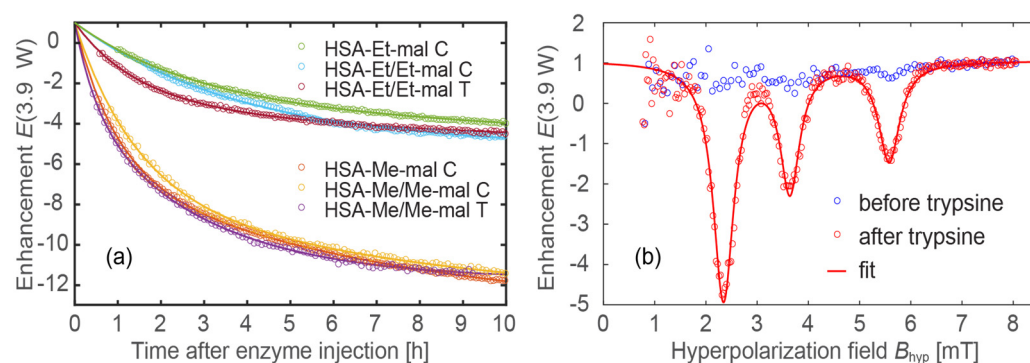 Enhancement E(3.9 W)
0
-2
-4
-6
-8
-10
-12
HSA-Et-mal C
HSA-Et/Et-mal C
HSA-Et/Et-mal T
HSA-Me-mal C
HSA-Me/Me-mal C
HSA-Me/Me-mal T
(a)
0 1 2 3 4 5 6 7 8 9 10
Time after enzyme injection [h]
Enhancement E(3.9 W)
2
1
0
-1
-2
-3
-4
-5
before trypsine
after trypsine
fit
(b)
0 1 2 3 4 5 6 7 8
Hyperpolarization field Bhyp [mT]